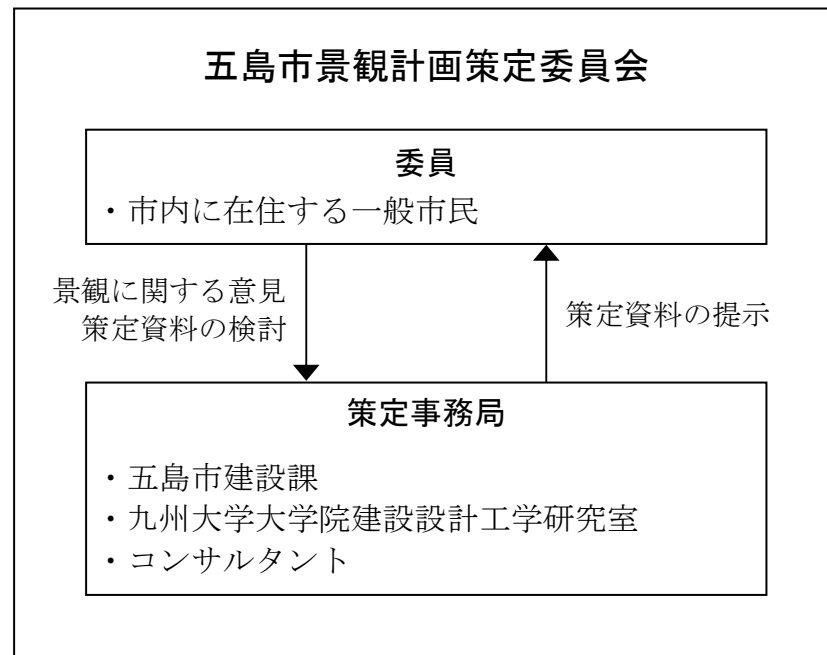 五島市景観計画策定委員会
委員
・市内に在住する一般市民
景観に関する意見
策定資料の検討
策定資料の提示
策定事務局
・五島市建設課
・九州大学大学院建設設計工学研究室
・コンサルタント